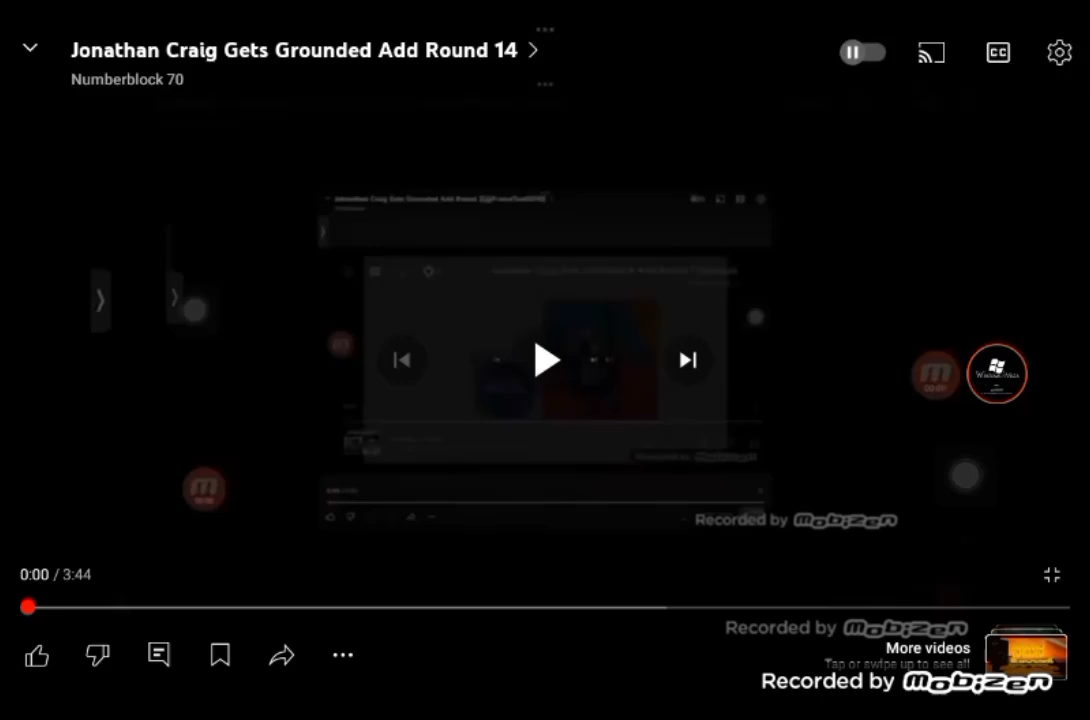 Jonathan Craig Gets Grounded Add Round 14
Numberblock 70
Recorded by mobizen
0:00 / 3:44
Recorded by mobizen
More videos
Tap or swipe up to see all
Recorded by mobizen